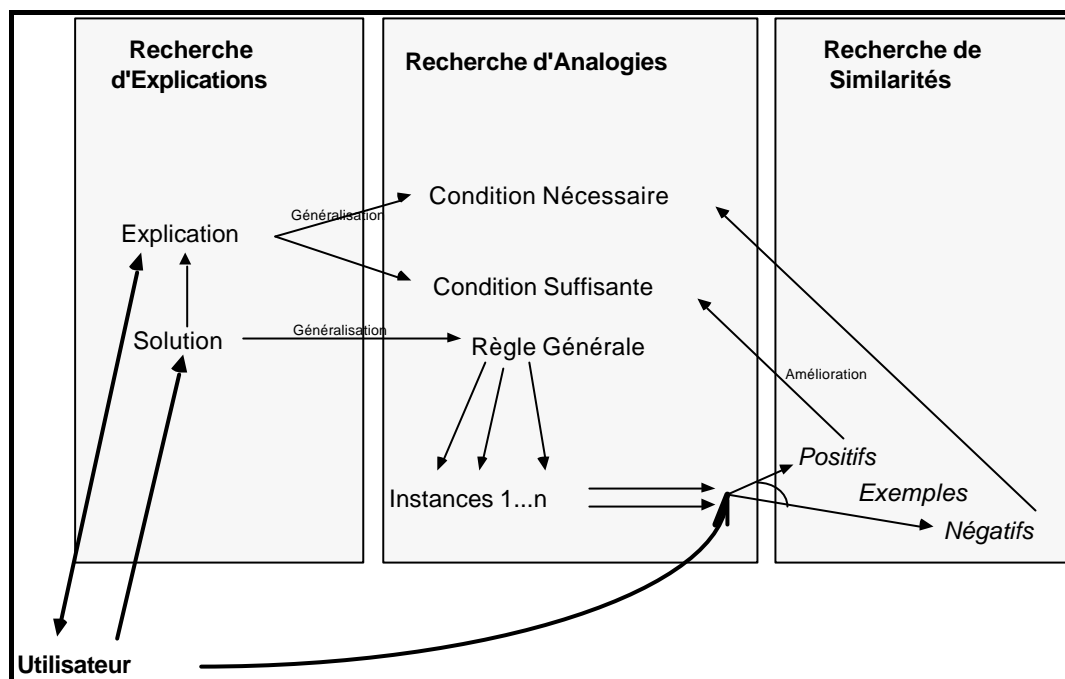 Recherche
d'Explications
Recherche d'Analogies
Recherche de
Similarités
Condition Nécessaire
Généralisation
Explication
Condition Suffisante
Généralisation
Solution
Règle Générale
Amélioration
Positifs
Instances 1...n
Exemples
Négatifs
Utilisateur